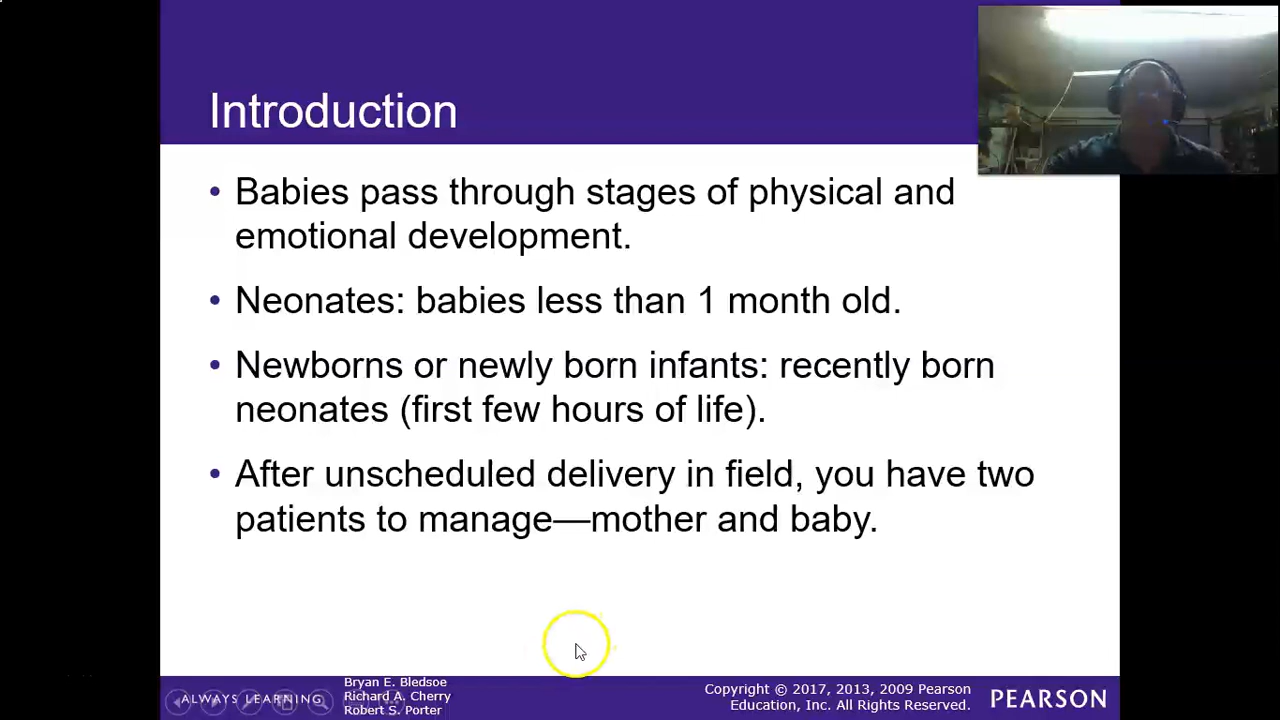 Introduction
• Babies pass through stages of physical and
emotional development.
• Neonates: babies less than 1 month old.
• Newborns or newly born infants: recently born
neonates (first few hours of life).
• After unscheduled delivery in field, you have two
patients to manage—mother and baby.
ALWAYS LEARNING
Bryan E. Bledsoe
Richard A. Cherry
Robert S. Porter
Copyright © 2017, 2013, 2009 Pearson
Education, Inc. All Rights Reserved.
PEARSON